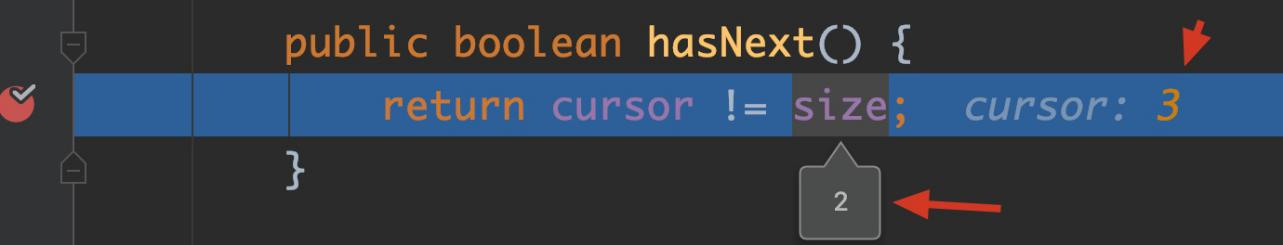 public boolean hasNext() {
return cursor != size; cursor: 3
}
2